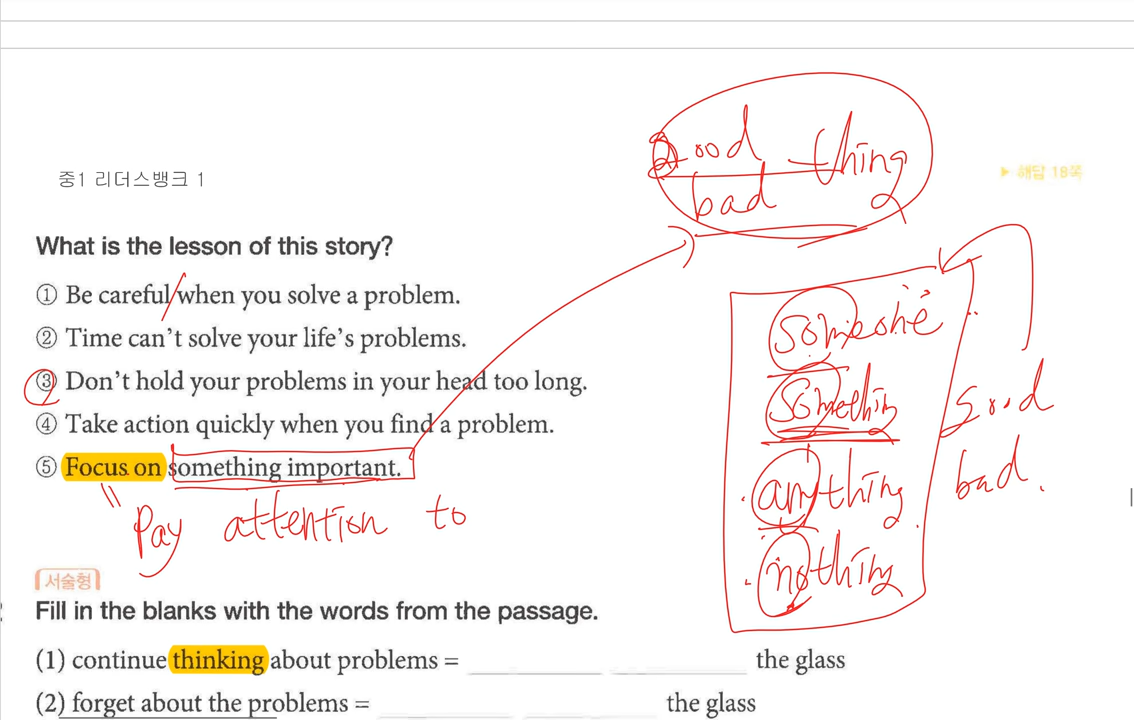 good thing
bad
중1 리더스뱅크 1
▶ 해답 18쪽
What is the lesson of this story?
① Be careful when you solve a problem.
② Time can't solve your life's problems.
③ Don't hold your problems in your head too long.
④ Take action quickly when you find a problem.
⑤ Focus on something important.
" Pay attention to
someone
something
anything
nothing
good
bad.
서술형
Fill in the blanks with the words from the passage.
(1) continue thinking about problems = the glass
(2) forget about the problems = the glass